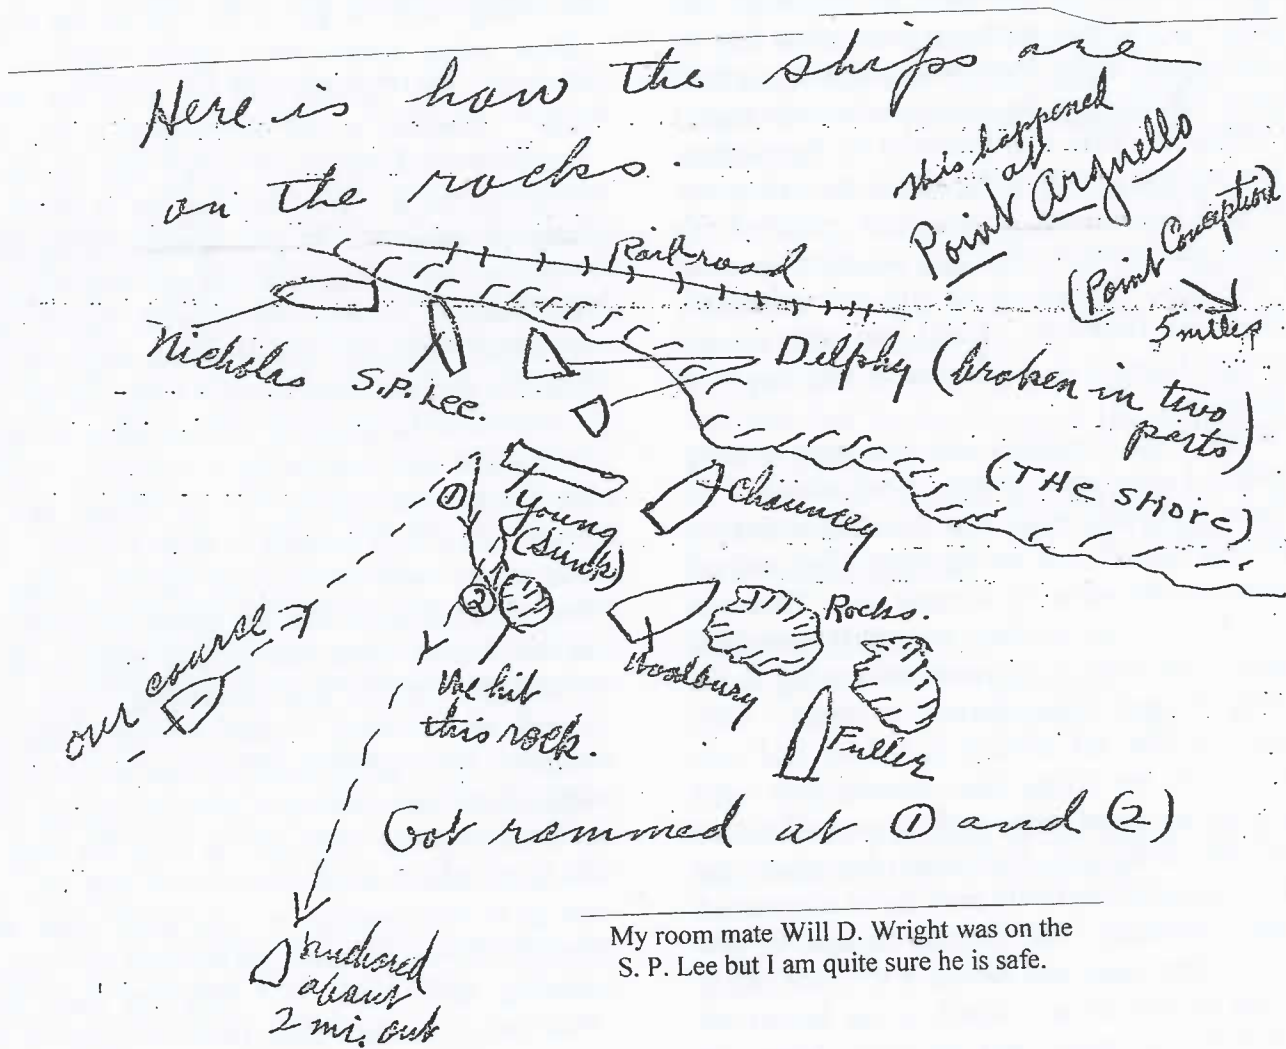 Here is how the ships are
on the rocks.
This happened
at
Point Arguello
(Point Conception)
5 miles
Railroad
Nicholas
S.P. Lee.
Delphy (broken in two
parts)
(THE SHORE)
①
Young
(sunk)
Chauncey
②
Rocks.
our course
We hit
this rock.
Woodbury
Fuller
Got rammed at ① and ②
anchored
about
2 mi. out
My room mate Will D. Wright was on the
S. P. Lee but I am quite sure he is safe.